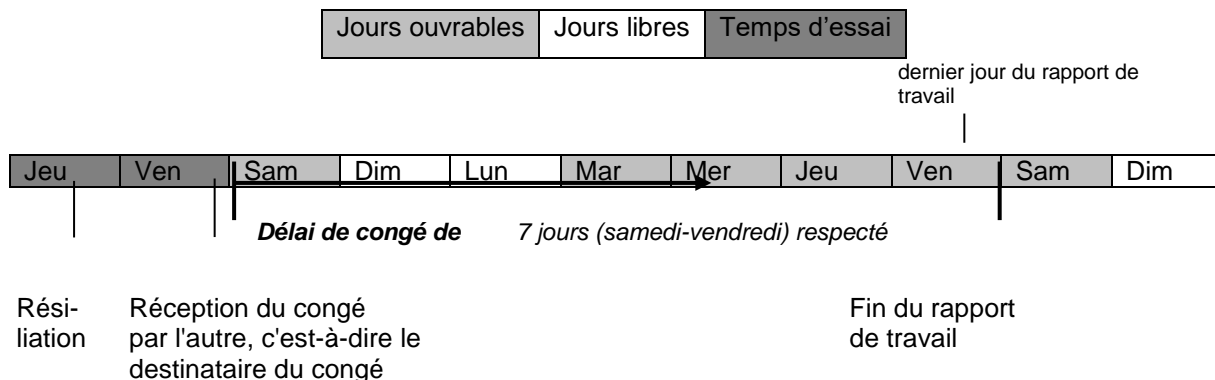 Jours ouvrables Jours libres Temps d'essai
dernier jour du rapport de
travail
Jeu Ven Sam Dim Lun Mar Mer Jeu Ven Sam Dim
Délai de congé de 7 jours (samedi-vendredi) respecté
Rési-
liation
Réception du congé
par l'autre, c'est-à-dire le
destinataire du congé
Fin du rapport
de travail